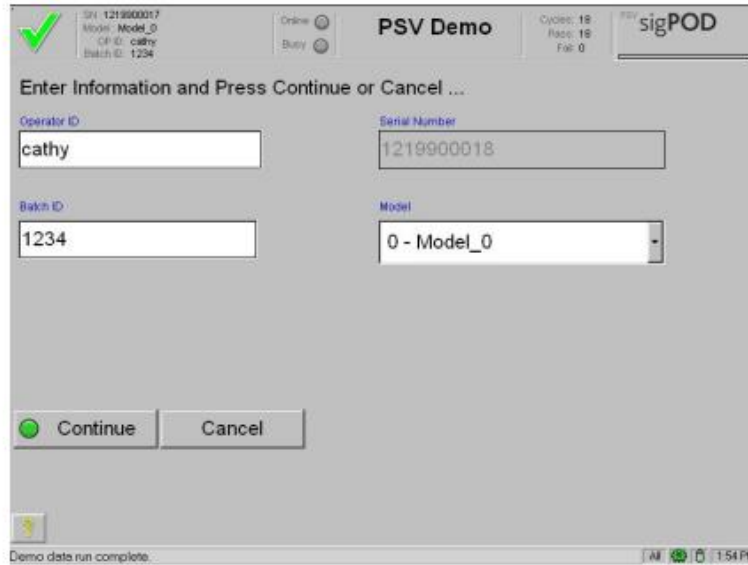 SN: 1219900017
Model: Model_0
OP ID: cathy
Batch ID: 1234
Online
Busy
PSV Demo
Cycles: 18
Pass: 18
Fail: 0
PSV sigPOD
Enter Information and Press Continue or Cancel ...
Operator ID
cathy
Serial Number
1219900018
Batch ID
1234
Model
0 - Model_0
Continue
Cancel
Demo data run complete.
All
1:54 P